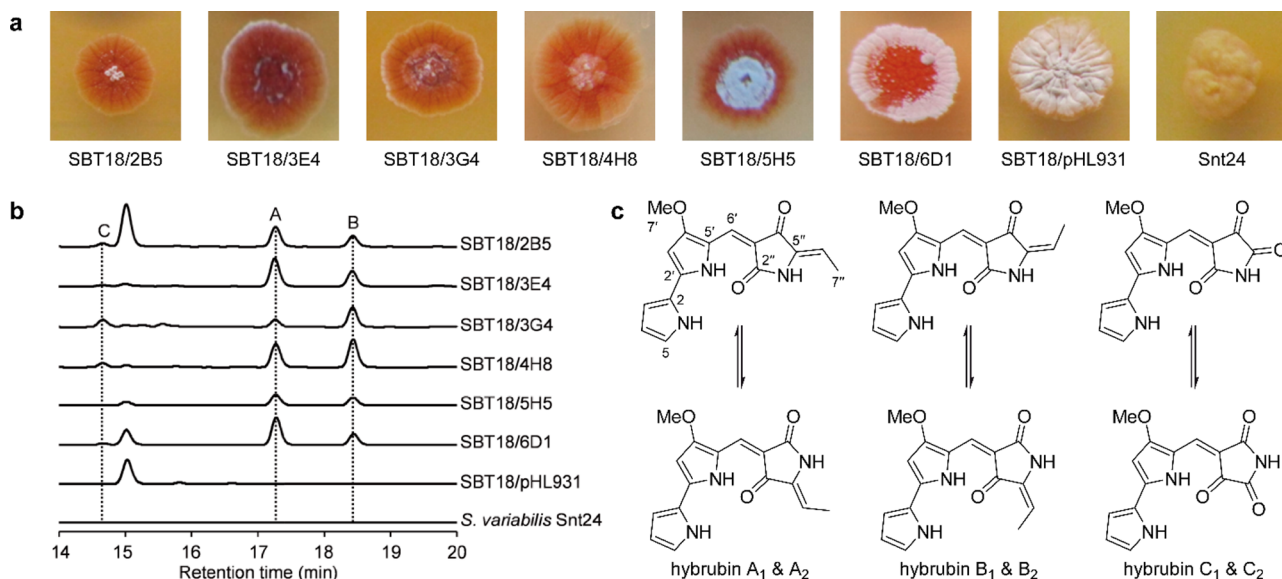 a
SBT18/2B5 SBT18/3E4 SBT18/3G4 SBT18/4H8 SBT18/5H5 SBT18/6D1 SBT18/pHL931 Snt24
b
C A B
SBT18/2B5
SBT18/3E4
SBT18/3G4
SBT18/4H8
SBT18/5H5
SBT18/6D1
SBT18/pHL931
S. variabilis Snt24
14 15 16 17 18 19 20
Retention time (min)
c
MeO 7' 6' 5' O 5'' 2'' O NH 7'' NH 2' 2 NH 5
MeO O NH O NH NH
MeO O O NH O NH NH
MeO O NH NH O NH
MeO O NH NH O NH
MeO O NH NH O O NH
hybrubin A₁ & A₂ hybrubin B₁ & B₂ hybrubin C₁ & C₂